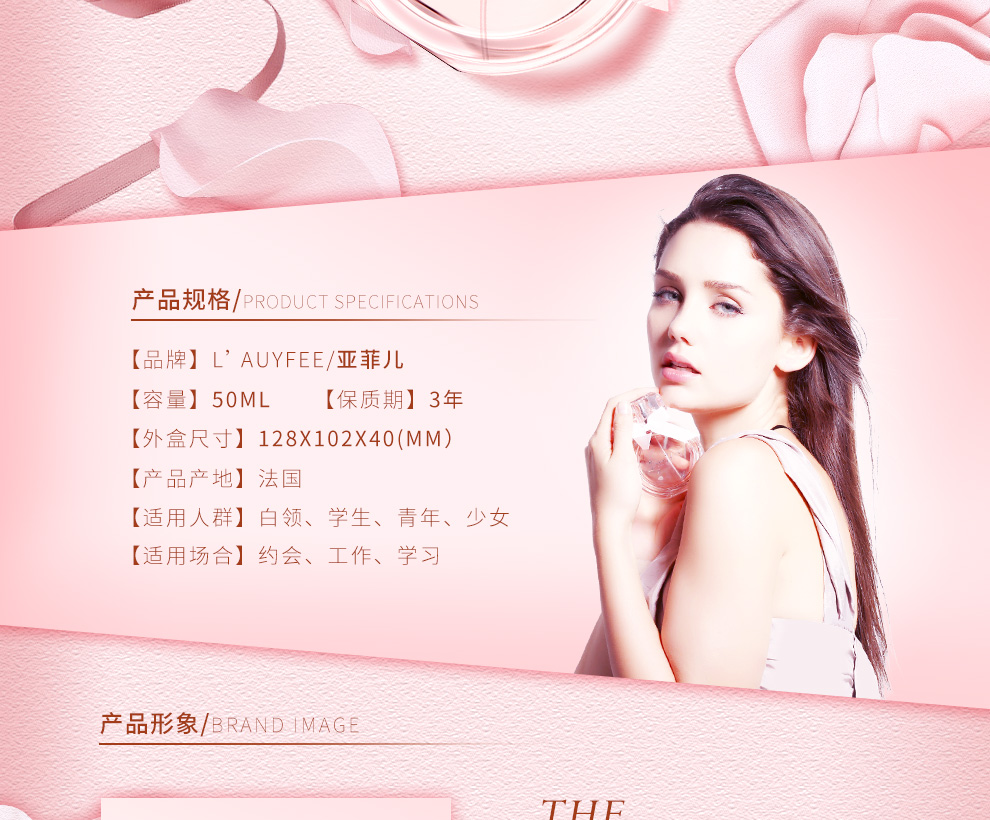 产品规格/PRODUCT SPECIFICATIONS
【品牌】L’AUYFEE/亚菲儿
【容量】50ML 【保质期】3年
【外盒尺寸】128X102X40(MM）
【产品产地】法国
【适用人群】白领、学生、青年、少女
【适用场合】约会、工作、学习
产品形象/BRAND IMAGE
THE